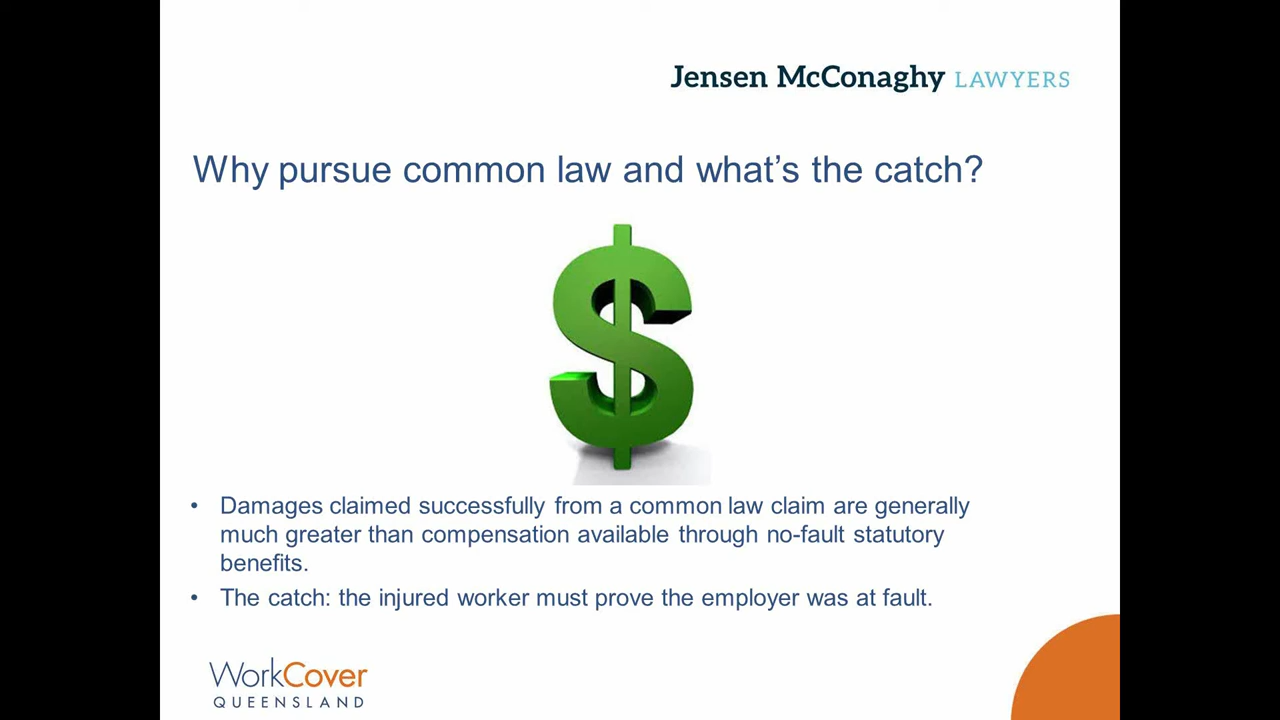 Jensen McConaghy LAWYERS
Why pursue common law and what's the catch?
• Damages claimed successfully from a common law claim are generally
much greater than compensation available through no-fault statutory
benefits.
• The catch: the injured worker must prove the employer was at fault.
WorkCover
QUEENSLAND